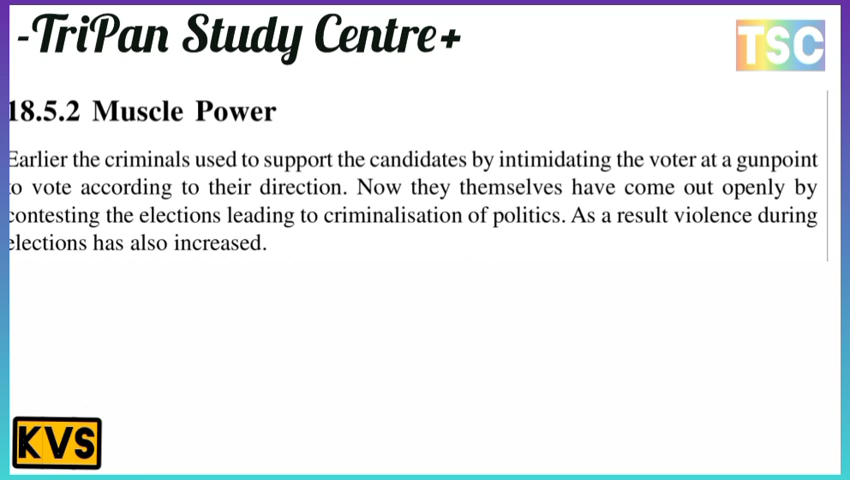 -TriPan Study Centre+
TSC
18.5.2 Muscle Power
Earlier the criminals used to support the candidates by intimidating the voter at a gunpoint
to vote according to their direction. Now they themselves have come out openly by
contesting the elections leading to criminalisation of politics. As a result violence during
elections has also increased.
KVS